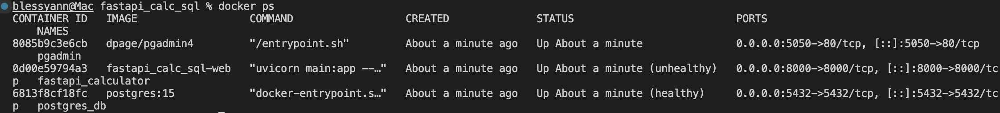 blessyann@Mac fastapi_calc_sql % docker ps
CONTAINER ID   IMAGE                  COMMAND                  CREATED              STATUS                          PORTS
    NAMES
8085b9c3e6cb   dpage/pgadmin4         "/entrypoint.sh"         About a minute ago   Up About a minute               0.0.0.0:5050->80/tcp, [::]:5050->80/tcp
    pgadmin
0d00e59794a3   fastapi_calc_sql-web   "uvicorn main:app --…"   About a minute ago   Up About a minute (unhealthy)   0.0.0.0:8000->8000/tcp, [::]:8000->8000/tc
p   fastapi_calculator
6813f8cf18fc   postgres:15            "docker-entrypoint.s…"   About a minute ago   Up About a minute (healthy)     0.0.0.0:5432->5432/tcp, [::]:5432->5432/tc
p   postgres_db